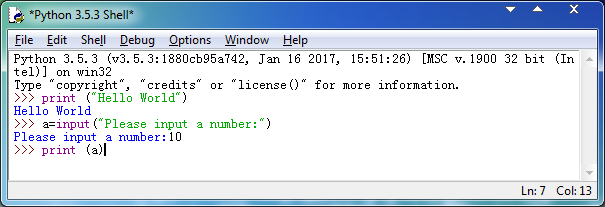 *Python 3.5.3 Shell*
File Edit Shell Debug Options Window Help
Python 3.5.3 (v3.5.3:1880cb95a742, Jan 16 2017, 15:51:26) [MSC v.1900 32 bit (In
tel)] on win32
Type "copyright", "credits" or "license()" for more information.
>>> print ("Hello World")
Hello World
>>> a=input("Please input a number:")
Please input a number:10
>>> print (a)
Ln: 7 Col: 13